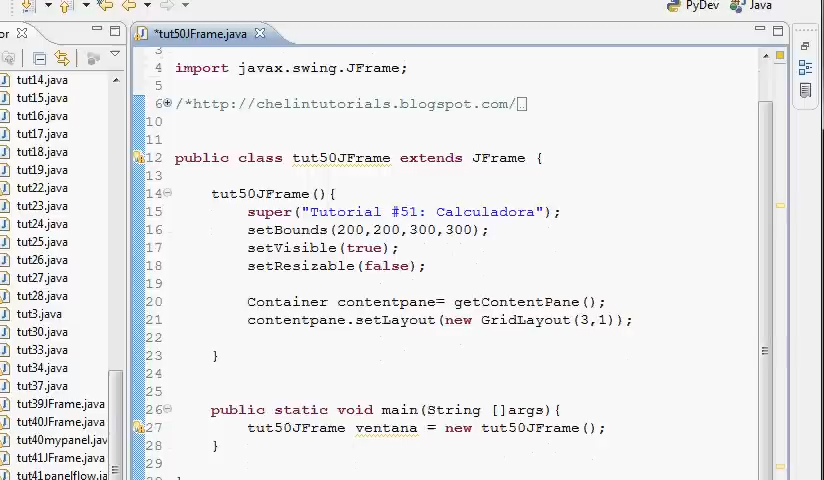 PyDev
Java
or
*tut50JFrame.java
tut14.java
tut15.java
tut16.java
tut17.java
tut18.java
tut19.java
tut22.java
tut23.java
tut24.java
tut25.java
tut26.java
tut27.java
tut28.java
tut3.java
tut30.java
tut33.java
tut34.java
tut37.java
tut39JFrame.java
tut40JFrame.java
tut40mypanel.jav
tut41JFrame.java
tut41panelflow.ja
3
4 import javax.swing.JFrame;
5
6 /*http://chelintutorials.blogspot.com/
10
11
12 public class tut50JFrame extends JFrame {
13
14 tut50JFrame(){
15 super("Tutorial #51: Calculadora");
16 setBounds(200,200,300,300);
17 setVisible(true);
18 setResizable(false);
19
20 Container contentpane= getContentPane();
21 contentpane.setLayout(new GridLayout(3,1));
22
23 }
24
25
26 public static void main(String []args){
27 tut50JFrame ventana = new tut50JFrame();
28 }
29